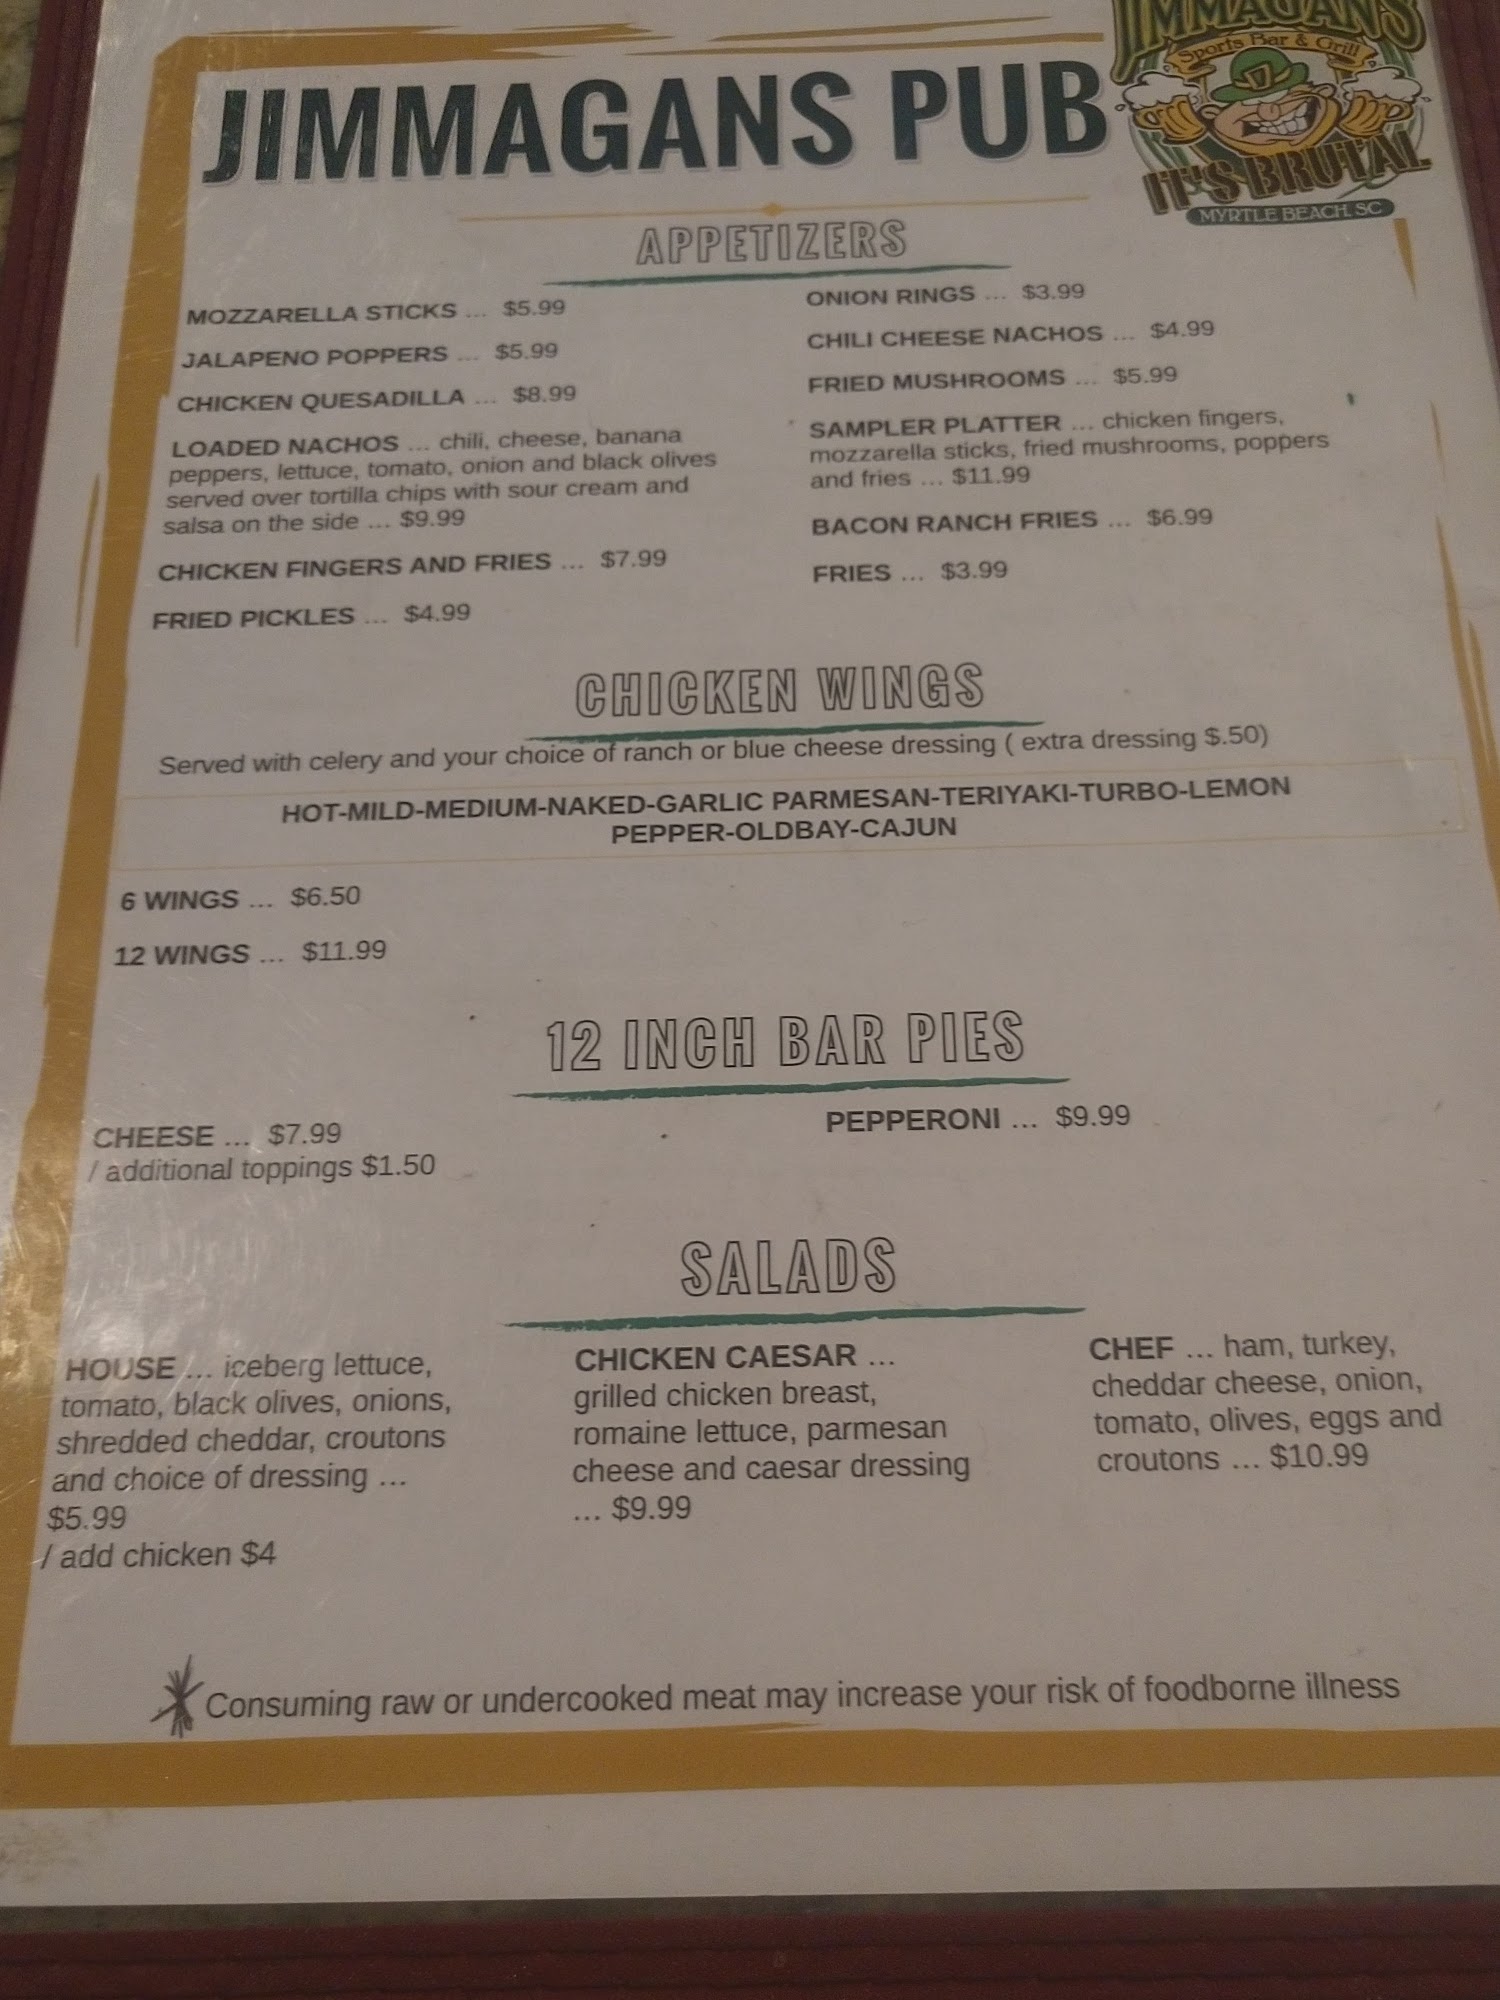 JIMMAGANS
Sports Bar & Grill
IT'S BRUTAL
MYRTLE BEACH, SC
JIMMAGANS PUB
APPETIZERS
MOZZARELLA STICKS ... $5.99
JALAPENO POPPERS ... $5.99
CHICKEN QUESADILLA ... $8.99
LOADED NACHOS ... chili, cheese, banana
peppers, lettuce, tomato, onion and black olives
served over tortilla chips with sour cream and
salsa on the side ... $9.99
CHICKEN FINGERS AND FRIES ... $7.99
FRIED PICKLES ... $4.99
ONION RINGS ... $3.99
CHILI CHEESE NACHOS ... $4.99
FRIED MUSHROOMS ... $5.99
SAMPLER PLATTER ... chicken fingers,
mozzarella sticks, fried mushrooms, poppers
and fries ... $11.99
BACON RANCH FRIES ... $6.99
FRIES ... $3.99
CHICKEN WINGS
Served with celery and your choice of ranch or blue cheese dressing ( extra dressing $.50)
HOT-MILD-MEDIUM-NAKED-GARLIC PARMESAN-TERIYAKI-TURBO-LEMON
PEPPER-OLDBAY-CAJUN
6 WINGS ... $6.50
12 WINGS ... $11.99
12 INCH BAR PIES
CHEESE ... $7.99
/ additional toppings $1.50
PEPPERONI ... $9.99
SALADS
HOUSE ... iceberg lettuce,
tomato, black olives, onions,
shredded cheddar, croutons
and choice of dressing ...
$5.99
/ add chicken $4
CHICKEN CAESAR ...
grilled chicken breast,
romaine lettuce, parmesan
cheese and caesar dressing
... $9.99
CHEF ... ham, turkey,
cheddar cheese, onion,
tomato, olives, eggs and
croutons ... $10.99
* Consuming raw or undercooked meat may increase your risk of foodborne illness